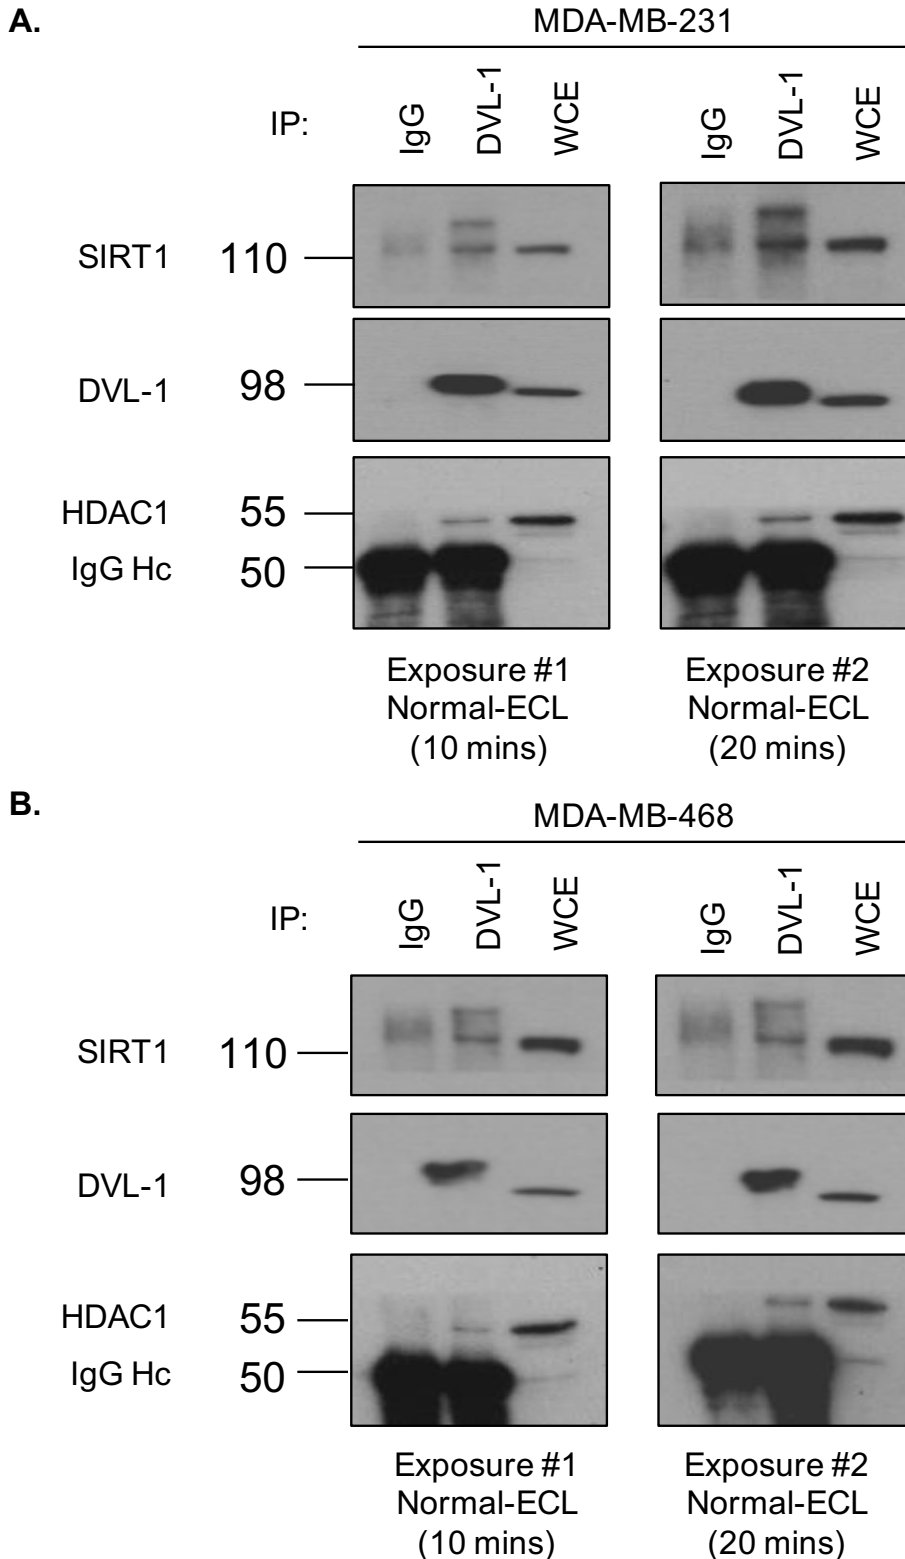 A.
MDA-MB-231
IP:
IgG
DVL-1
WCE
IgG
DVL-1
WCE
SIRT1 110
DVL-1 98
HDAC1 55
IgG Hc 50
Exposure #1
Normal-ECL
(10 mins)
Exposure #2
Normal-ECL
(20 mins)
B.
MDA-MB-468
IP:
IgG
DVL-1
WCE
IgG
DVL-1
WCE
SIRT1 110
DVL-1 98
HDAC1 55
IgG Hc 50
Exposure #1
Normal-ECL
(10 mins)
Exposure #2
Normal-ECL
(20 mins)